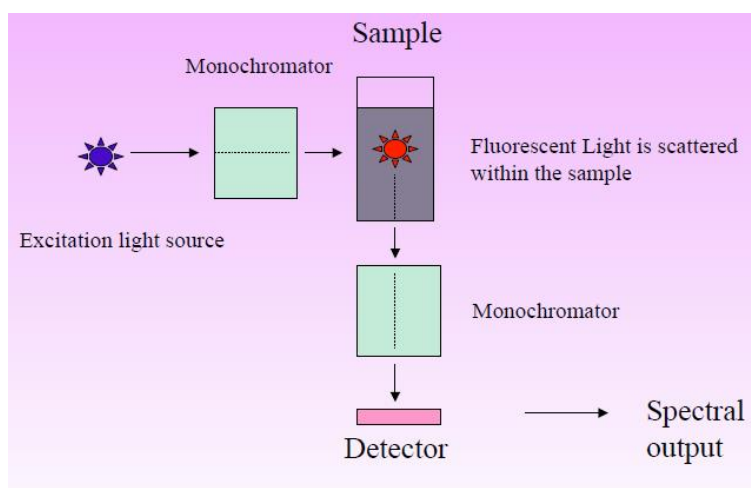 Sample
Monochromator
Fluorescent Light is scattered
within the sample
Excitation light source
Monochromator
Detector
Spectral
output